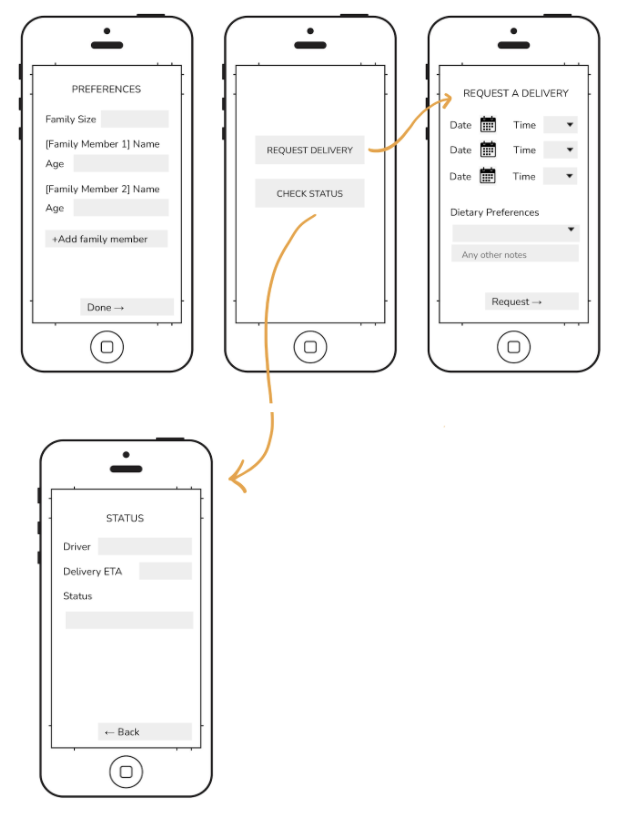 PREFERENCES
Family Size
[Family Member 1] Name
Age
[Family Member 2] Name
Age
+Add family member
Done →
REQUEST DELIVERY
CHECK STATUS
REQUEST A DELIVERY
Date Time
Date Time
Date Time
Dietary Preferences
Any other notes
Request →
STATUS
Driver
Delivery ETA
Status
← Back